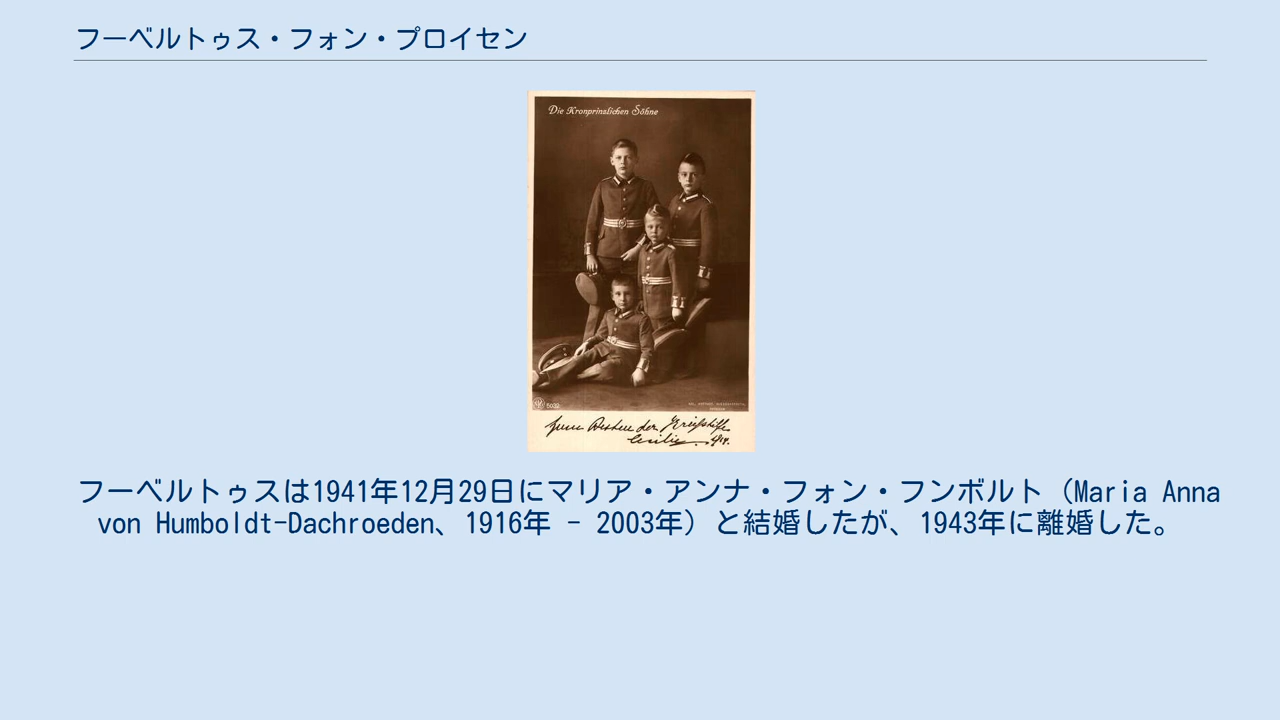 フーベルトゥス・フォン・プロイセン
Die Kronprinzlichen Söhne
5032
フーベルトゥスは1941年12月29日にマリア・アンナ・フォン・フンボルト（Maria Anna
von Humboldt-Dachroeden、1916年 - 2003年）と結婚したが、1943年に離婚した。